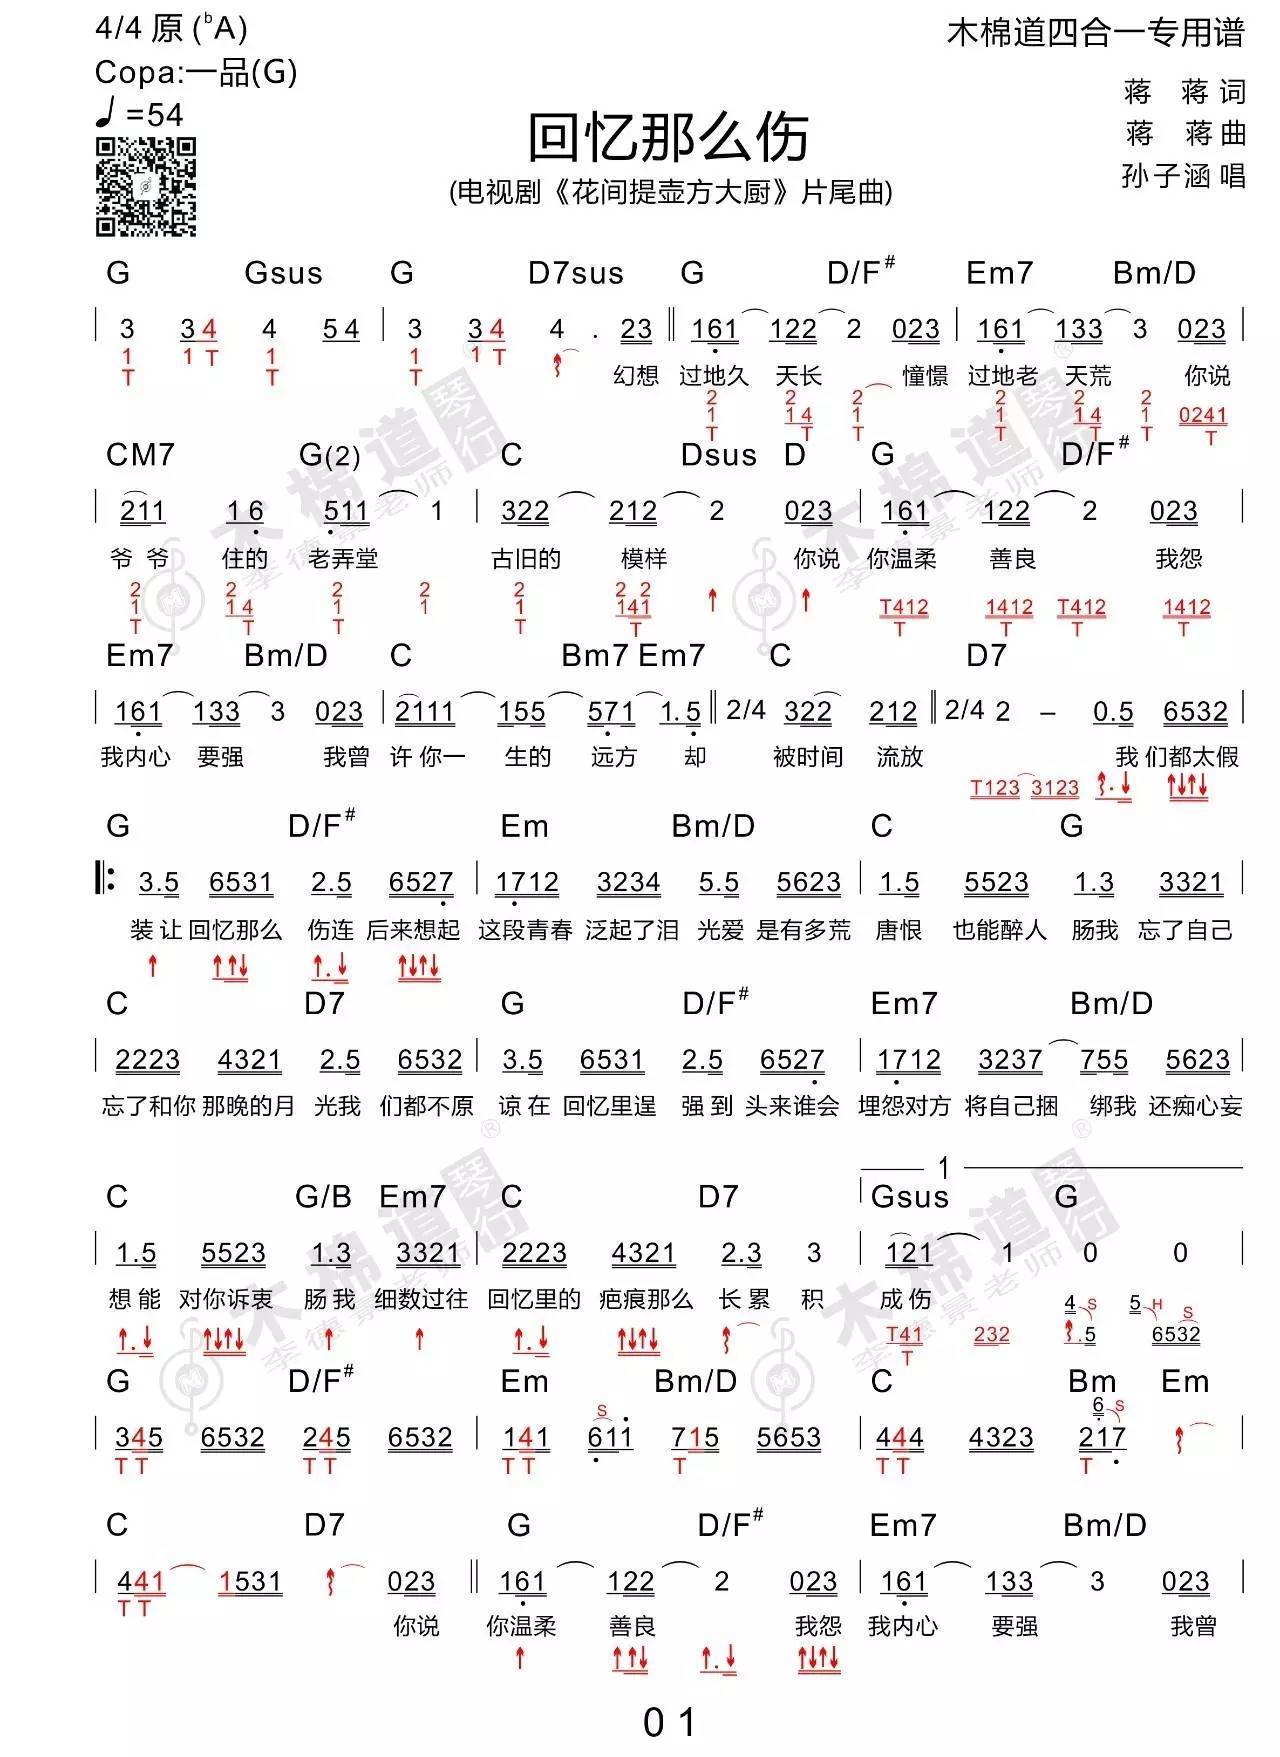 4/4 原 (bA)
木棉道四合一专用谱
Copa:一品(G)
♩=54
蒋 蒋 词
蒋 蒋 曲
孙子涵 唱
回忆那么伤
(电视剧《花间提壶方大厨》片尾曲)
G Gsus G D7sus G D/F# Em7 Bm/D
| 3 34 4 54 | 3 34 4 . 23 || 161 122 2 023 | 161 133 3 023 |
幻想 过地久 天长 憧憬 过地老 天荒 你说
CM7 G(2) C Dsus D G D/F#
| 211 16 511 1 | 322 212 2 023 | 161 122 2 023 |
爷爷 住的 老弄堂 古旧的 模样 你说 你温柔 善良 我怨
Em7 Bm/D C Bm7 Em7 C D7
| 161 133 3 023 | 2111 155 571 1.5 || 2/4 322 212 || 2/4 2 – 0.5 6532 |
我内心 要强 我曾 许你一 生的 远方 却 被时间 流放 我 们都太假
T123 3123
G D/F# Em Bm/D C G
‖: 3.5 6531 2.5 6527 | 1712 3234 5.5 5623 | 1.5 5523 1.3 3321 |
装让 回忆那么 伤连 后来想起 这段青春 泛起了泪 光爱 是有多荒 唐恨 也能醉人 肠我 忘了自己
C D7 G D/F# Em7 Bm/D
| 2223 4321 2.5 6532 | 3.5 6531 2.5 6527 | 1712 3237 755 5623 |
忘了和你 那晚的月 光我 们都不原 谅在 回忆里逞 强到 头来谁会 埋怨对方 将自己捆 绑我 还痴心妄
1
C G/B Em7 C D7 Gsus G
| 1.5 5523 1.3 3321 | 2223 4321 2.3 3 | 121 1 0 0 |
想能 对你诉衷 肠我 细数过往 回忆里的 疤痕那么 长累 积 成伤
G D/F# Em Bm/D C Bm Em
| 345 6532 245 6532 | 141 611 715 5653 | 444 4323 217
T T T T T T T T T T
C D7 G D/F# Em7 Bm/D
| 441 1531 023 || 161 122 2 023 | 161 133 3 023 |
你说 你温柔 善良 我怨 我内心 要强 我曾
01